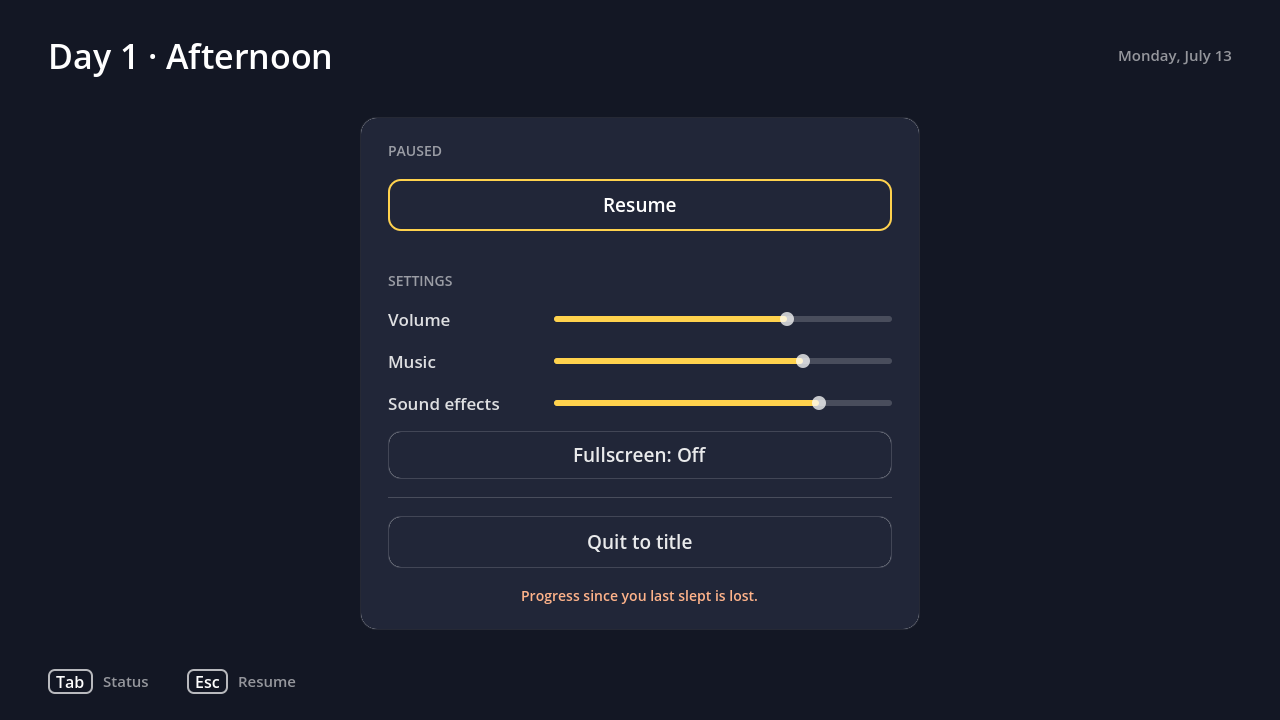 Day 1 · Afternoon
Monday, July 13
PAUSED
Resume
SETTINGS
Volume
Music
Sound effects
Fullscreen: Off
Quit to title
Progress since you last slept is lost.
Tab Status Esc Resume